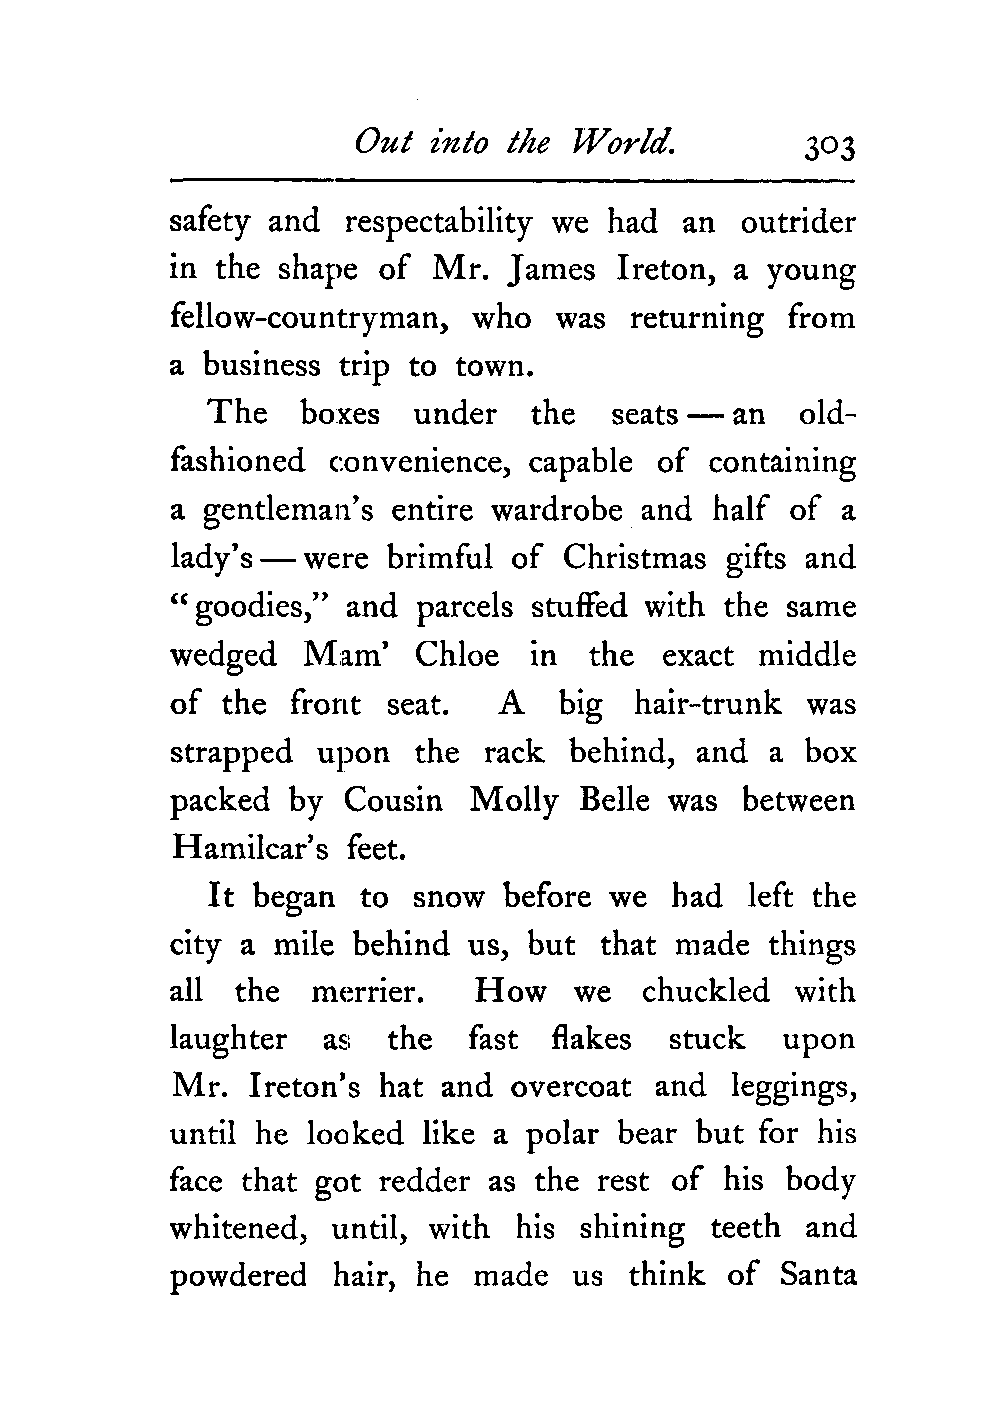 Out into the World. 303
safety and respectability we had an outrider
in the shape of Mr. James Ireton, a young
fellow-countryman, who was returning from
a business trip to town.
The boxes under the seats — an old-
fashioned convenience, capable of containing
a gentleman's entire wardrobe and half of a
lady's — were brimful of Christmas gifts and
“goodies,” and parcels stuffed with the same
wedged Mam' Chloe in the exact middle
of the front seat. A big hair-trunk was
strapped upon the rack behind, and a box
packed by Cousin Molly Belle was between
Hamilcar's feet.
It began to snow before we had left the
city a mile behind us, but that made things
all the merrier. How we chuckled with
laughter as the fast flakes stuck upon
Mr. Ireton's hat and overcoat and leggings,
until he looked like a polar bear but for his
face that got redder as the rest of his body
whitened, until, with his shining teeth and
powdered hair, he made us think of Santa